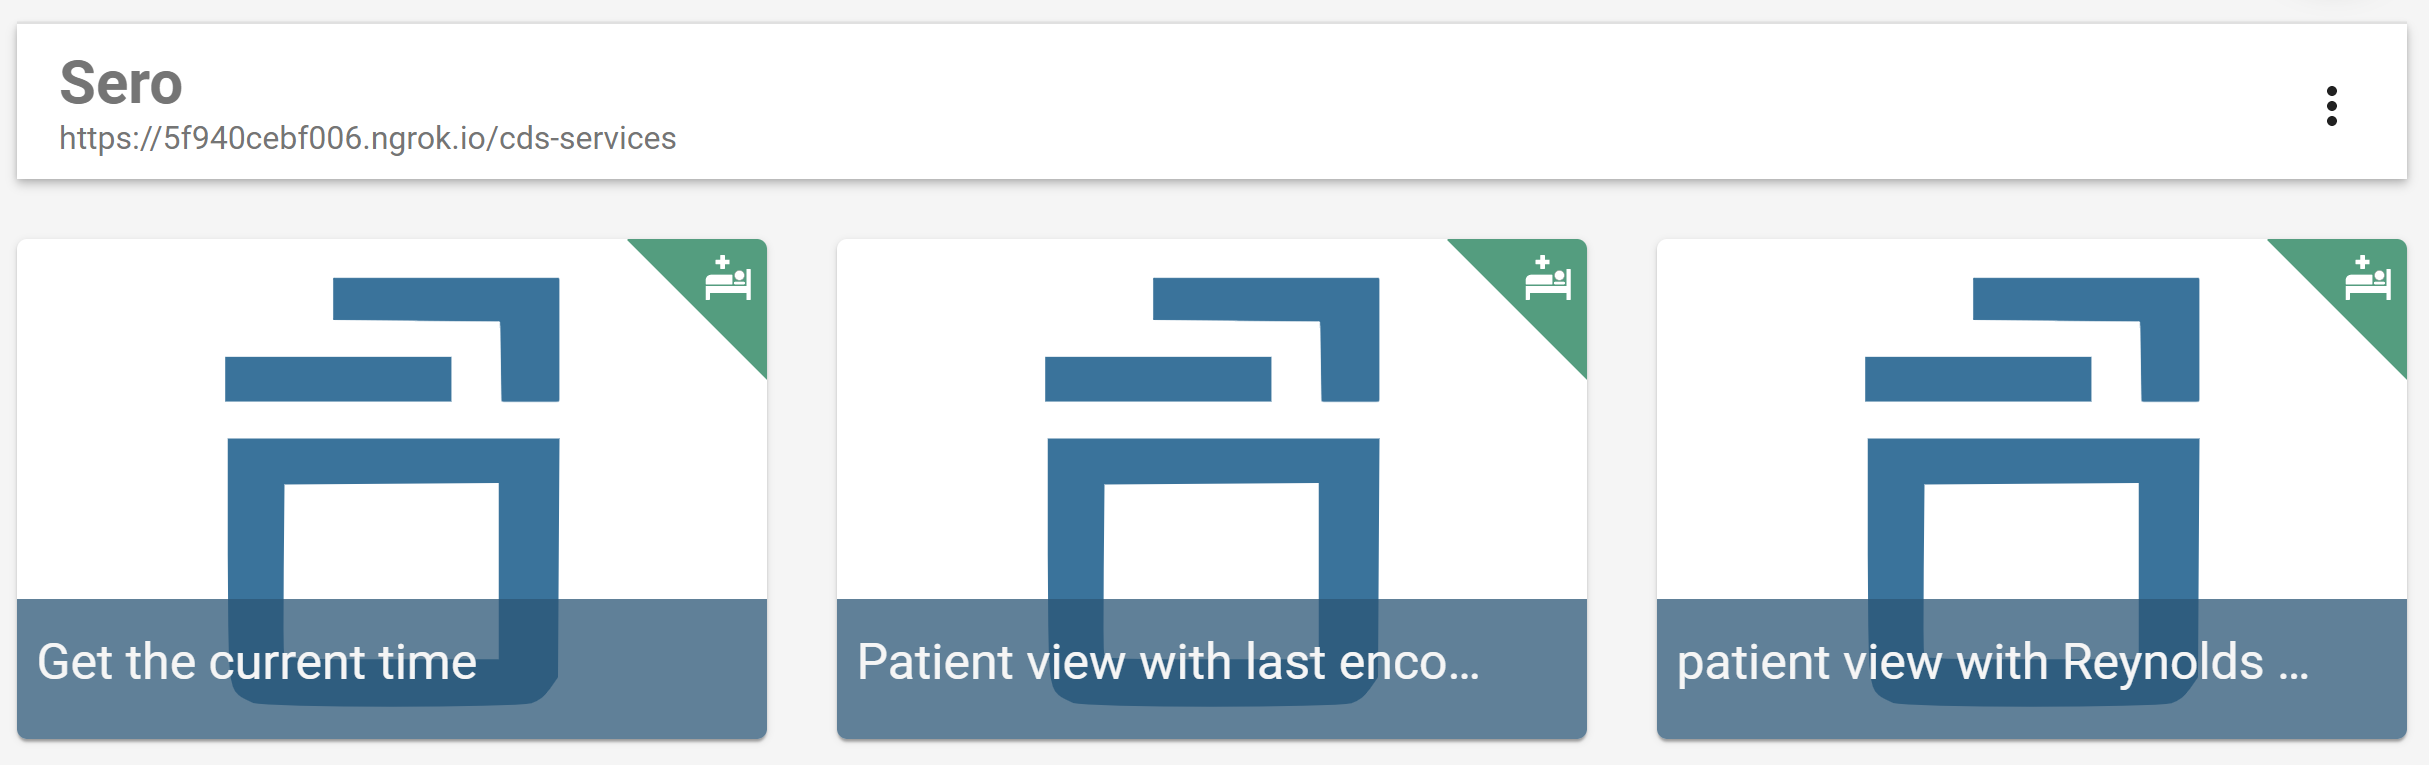 Sero
https://5f940cebf006.ngrok.io/cds-services
Get the current time
Patient view with last enco...
patient view with Reynolds ...